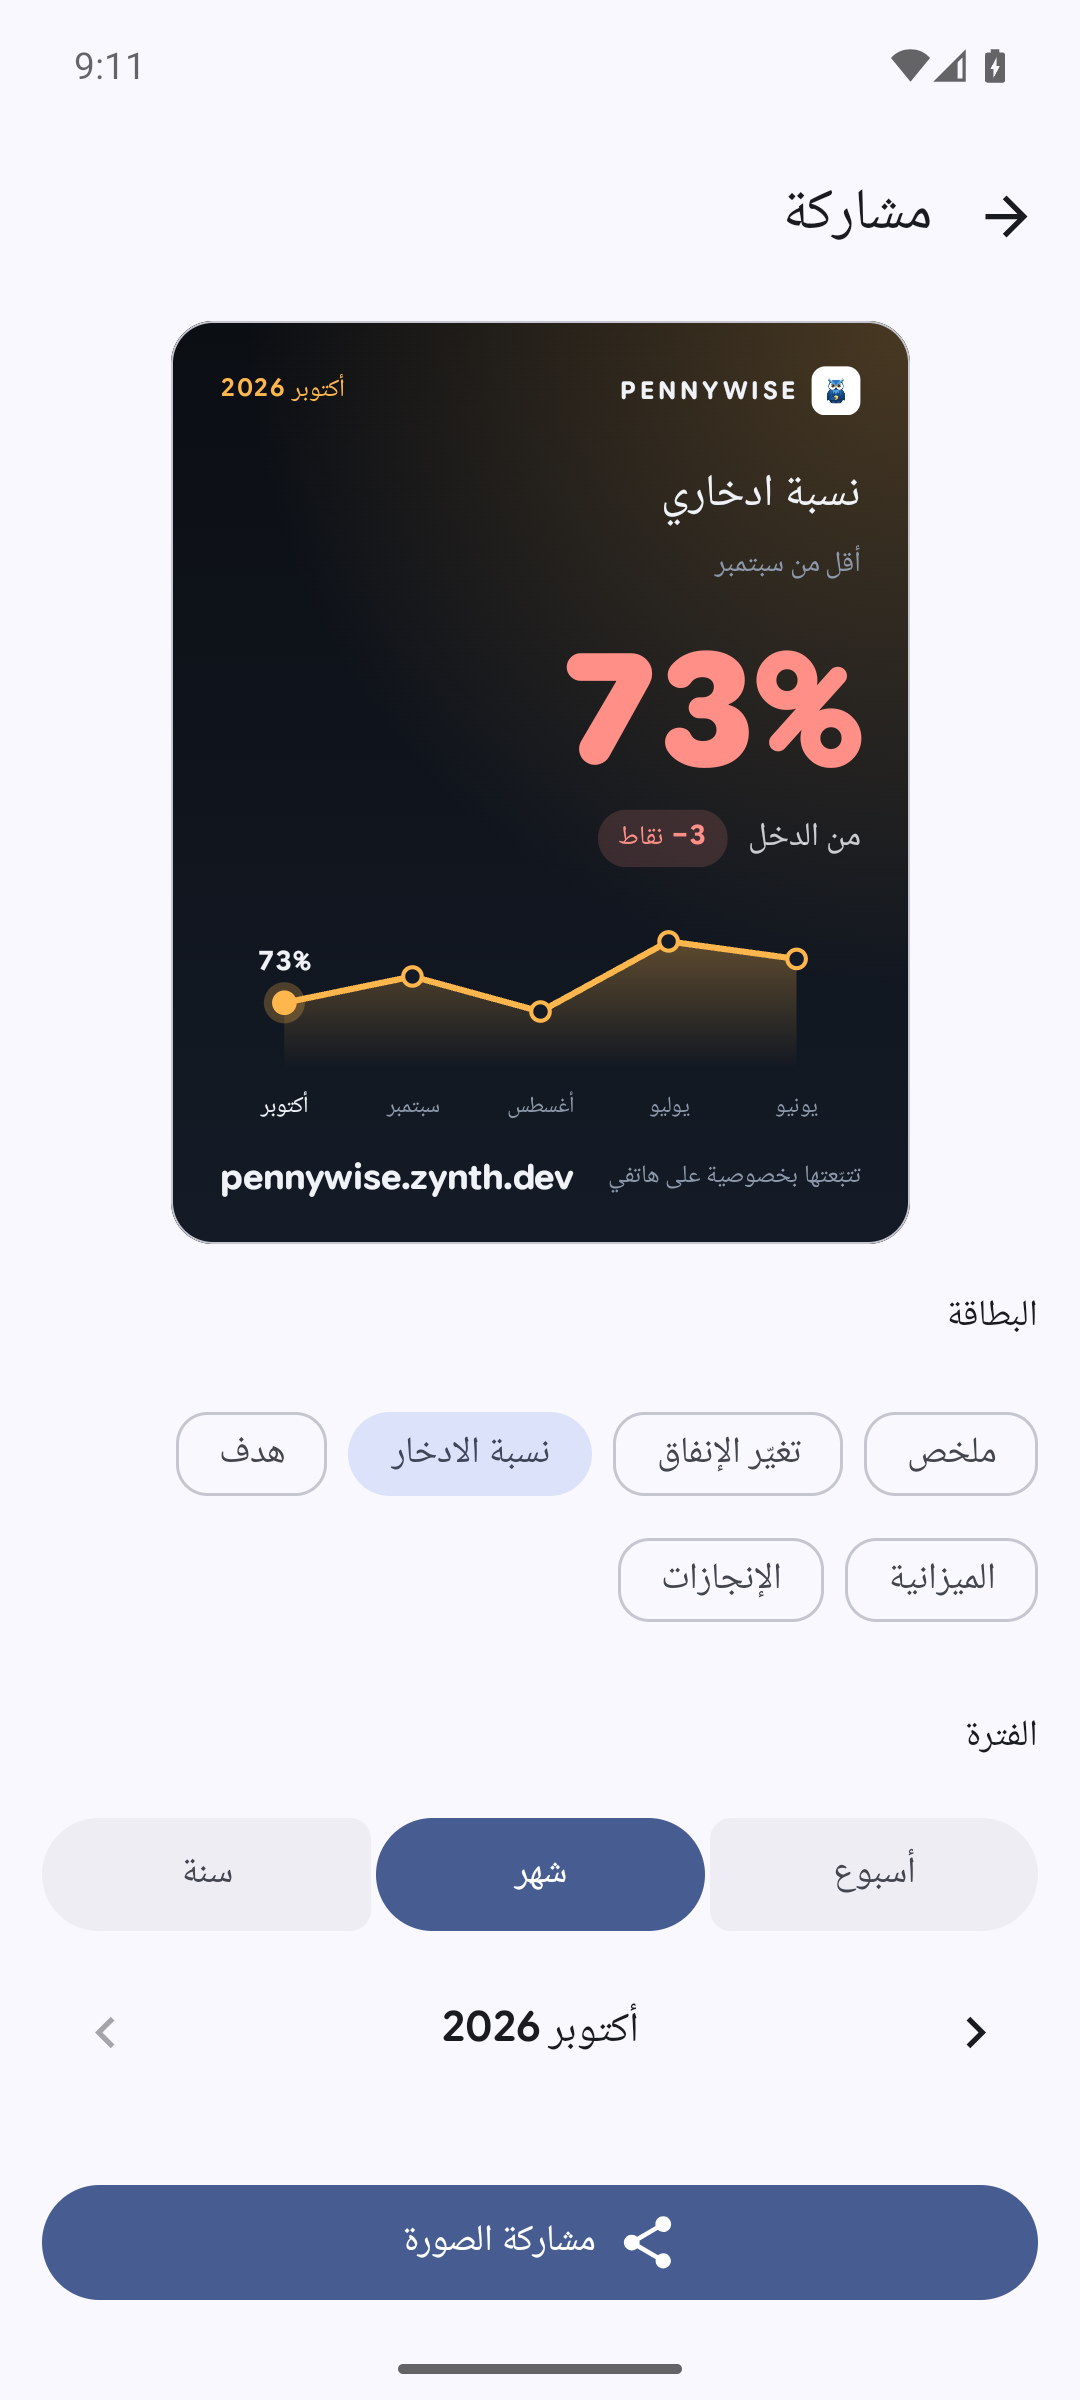 9:11
مشاركة
PENNYWISE
أكتوبر 2026
نسبة ادخاري
أقل من سبتمبر
73%
من الدخل
−3 نقاط
73%
يونيو
يوليو
أغسطس
سبتمبر
أكتوبر
تتبّعتها بخصوصية على هاتفي
pennywise.zynth.dev
البطاقة
ملخص
تغيّر الإنفاق
نسبة الادخار
هدف
الميزانية
الإنجازات
الفترة
أسبوع
شهر
سنة
أكتوبر 2026
مشاركة الصورة